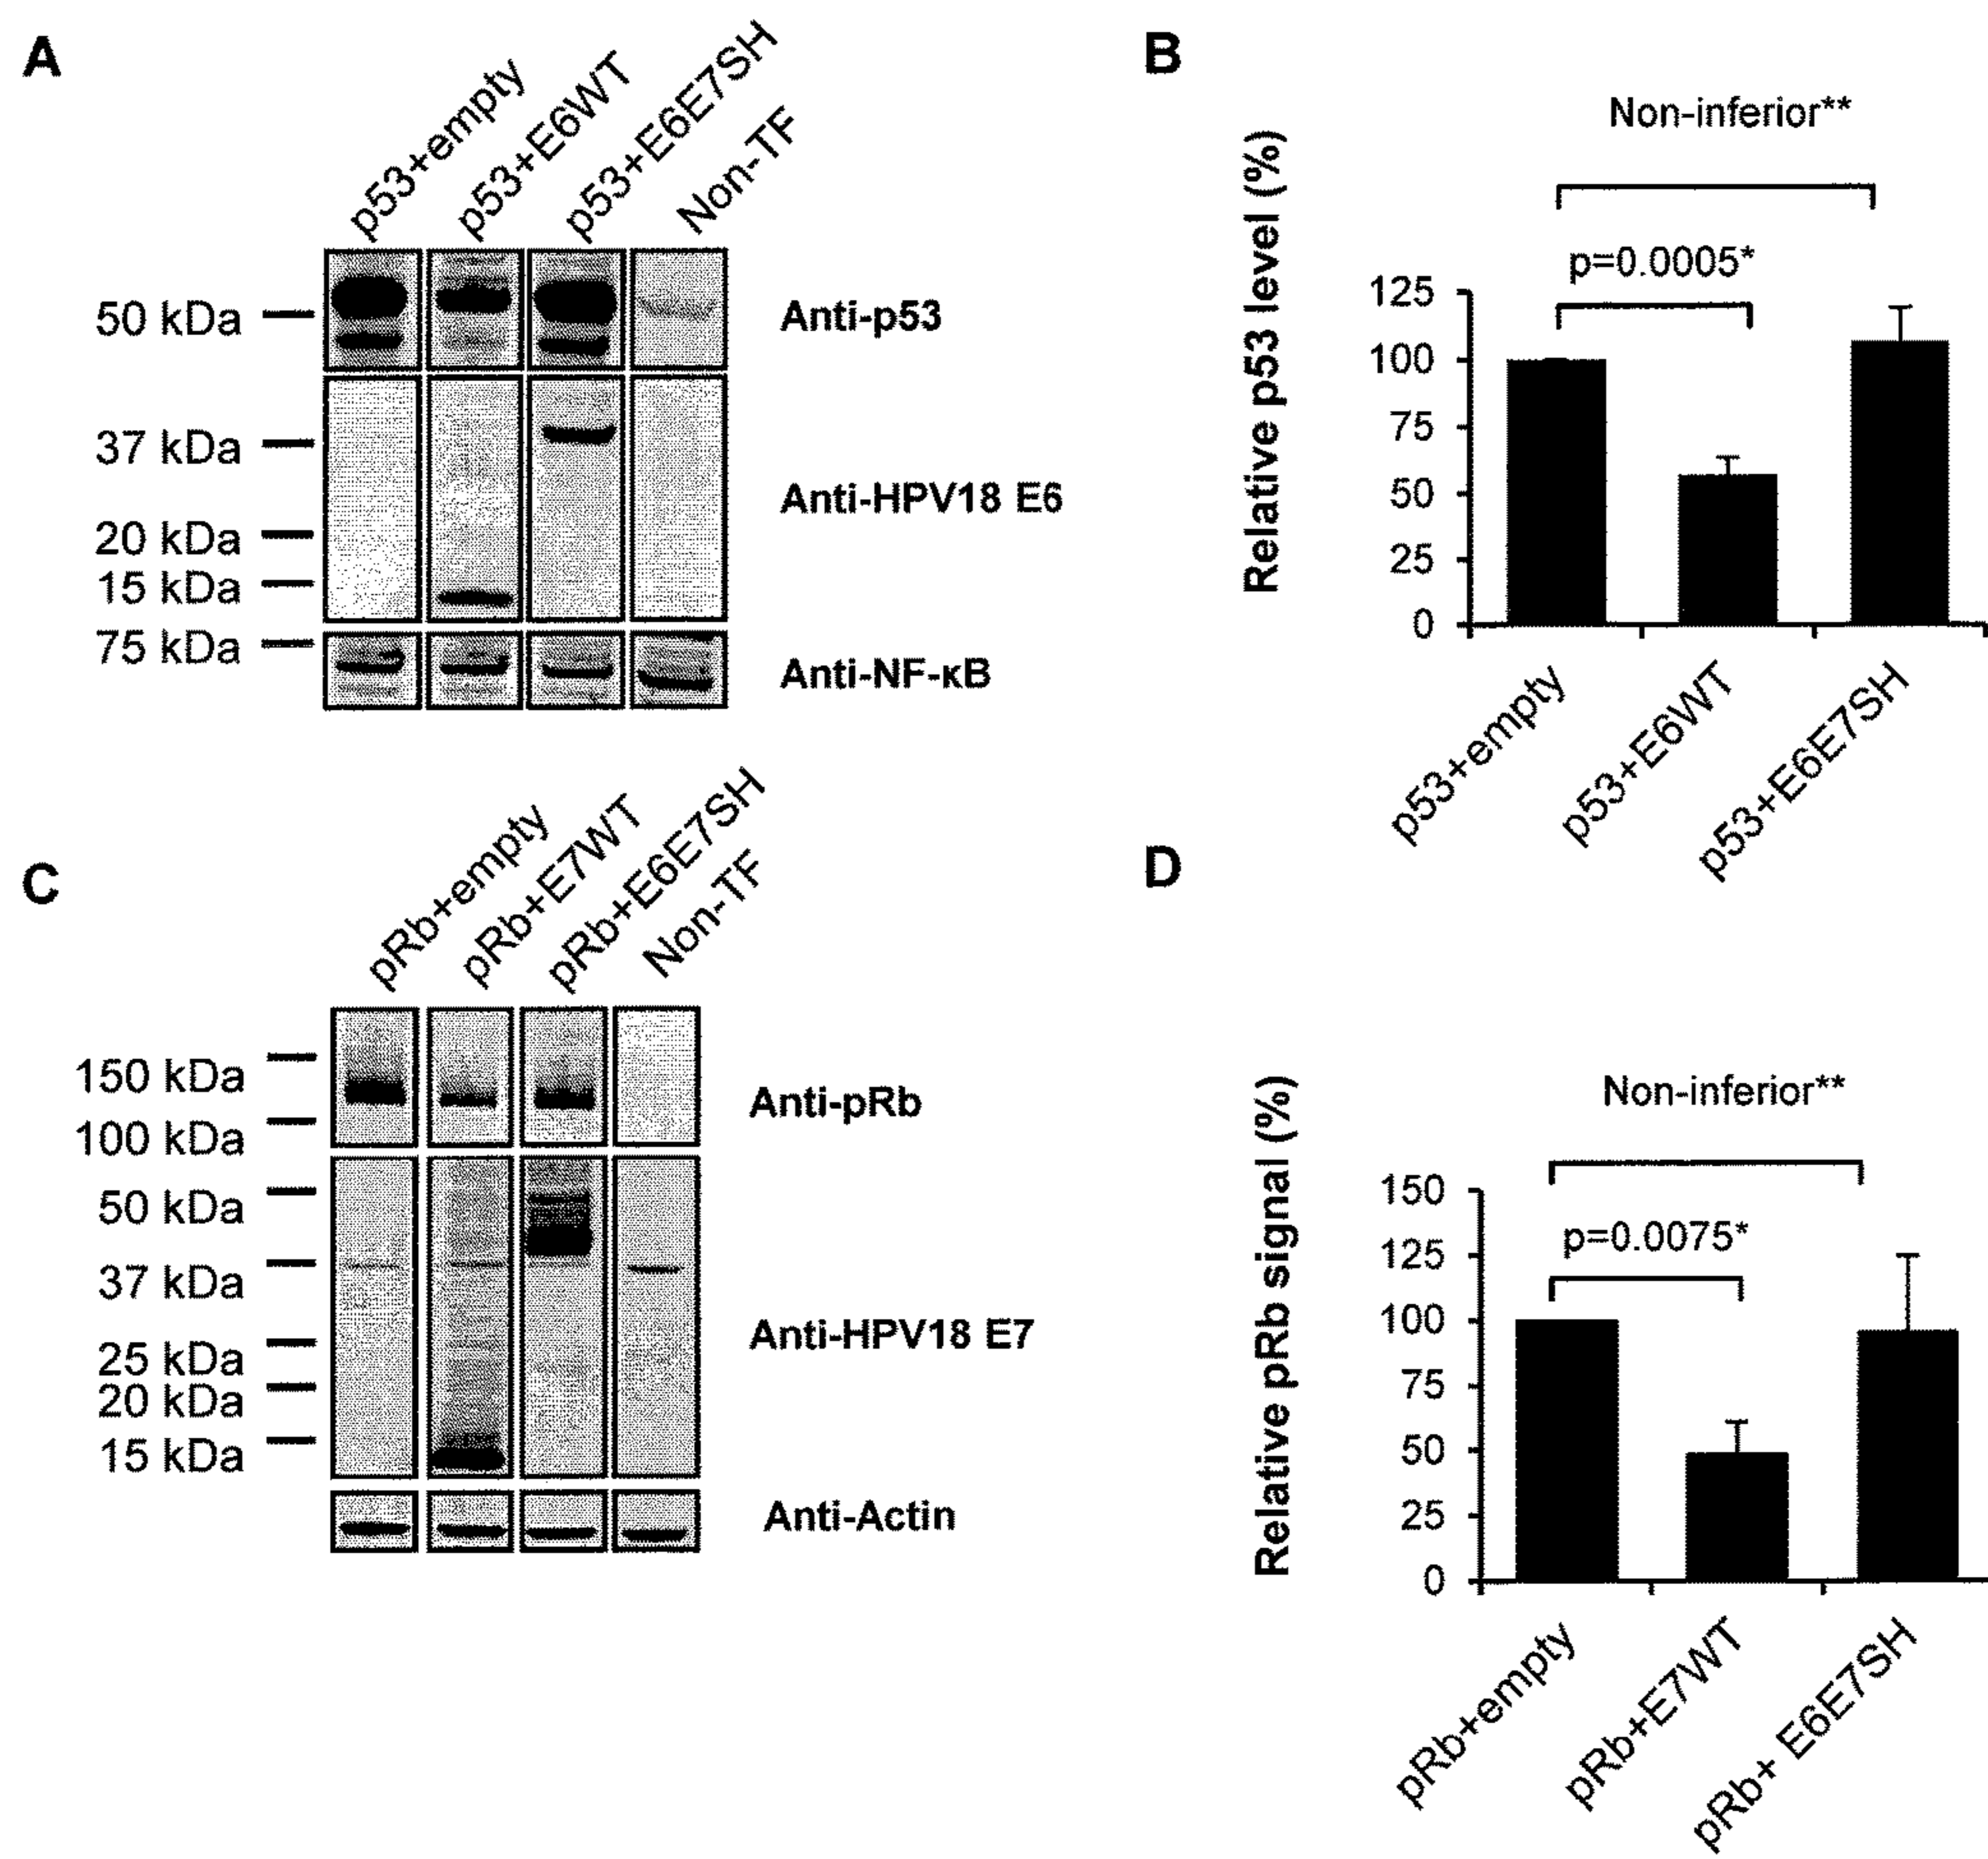 A
p53+empty
p53+E6WT
p53+E6E7SH
Non-TF
50 kDa
Anti-p53
37 kDa
Anti-HPV18 E6
20 kDa
15 kDa
75 kDa
Anti-NF-κB
B
Non-inferior**
p=0.0005*
Relative p53 level (%)
125
100
75
50
25
0
p53+empty
p53+E6WT
p53+E6E7SH
C
pRb+empty
pRb+E7WT
pRb+E6E7SH
Non-TF
150 kDa
Anti-pRb
100 kDa
50 kDa
37 kDa
Anti-HPV18 E7
25 kDa
20 kDa
15 kDa
Anti-Actin
D
Non-inferior**
p=0.0075*
Relative pRb signal (%)
150
125
100
75
50
25
0
pRb+empty
pRb+E7WT
pRb+ E6E7SH